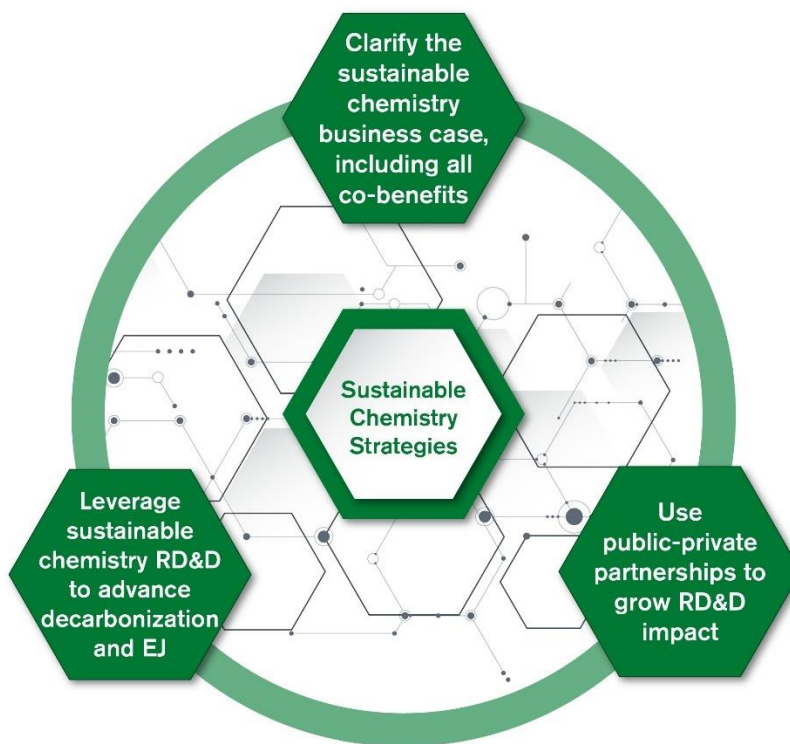 Clarify the
sustainable
chemistry
business case,
including all
co-benefits
Sustainable
Chemistry
Strategies
Leverage
sustainable
chemistry RD&D
to advance
decarbonization
and EJ
Use
public-private
partnerships to
grow RD&D
impact